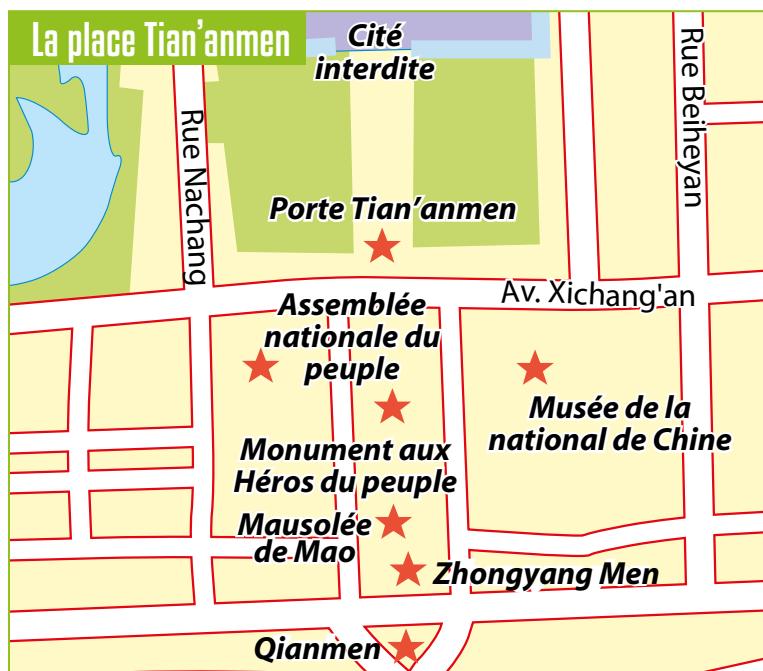 La place Tian'anmen
Cité
interdite
Rue Nachang
Rue Beiheyan
Porte Tian'anmen
Av. Xichang'an
Assemblée
nationale du
peuple
Musée de la
national de Chine
Monument aux
Héros du peuple
Mausolée
de Mao
Zhongyang Men
Qianmen